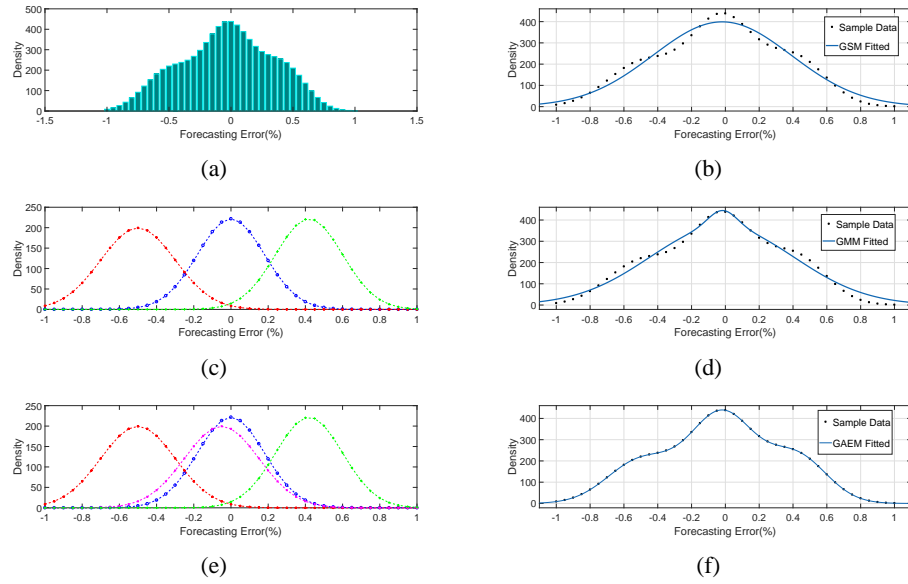 500
400
300
200
100
0
Density
-1.5 -1 -0.5 0 0.5 1 1.5
Forecasting Error(%)
(a)
400
300
200
100
0
Density
Sample Data
GSM Fitted
-1 -0.8 -0.6 -0.4 -0.2 0 0.2 0.4 0.6 0.8 1
Forecasting Error(%)
(b)
250
200
150
100
50
0
Density
-1 -0.8 -0.6 -0.4 -0.2 0 0.2 0.4 0.6 0.8 1
Forecasting Error (%)
(c)
400
300
200
100
0
Density
Sample Data
GMM Fitted
-1 -0.8 -0.6 -0.4 -0.2 0 0.2 0.4 0.6 0.8 1
Forecasting Error(%)
(d)
250
200
150
100
50
0
Density
-1 -0.8 -0.6 -0.4 -0.2 0 0.2 0.4 0.6 0.8 1
Forecasting Error(%)
(e)
400
300
200
100
0
Density
Sample Data
GAEM Fitted
-1 -0.8 -0.6 -0.4 -0.2 0 0.2 0.4 0.6 0.8 1
Forecasting Error(%)
(f)